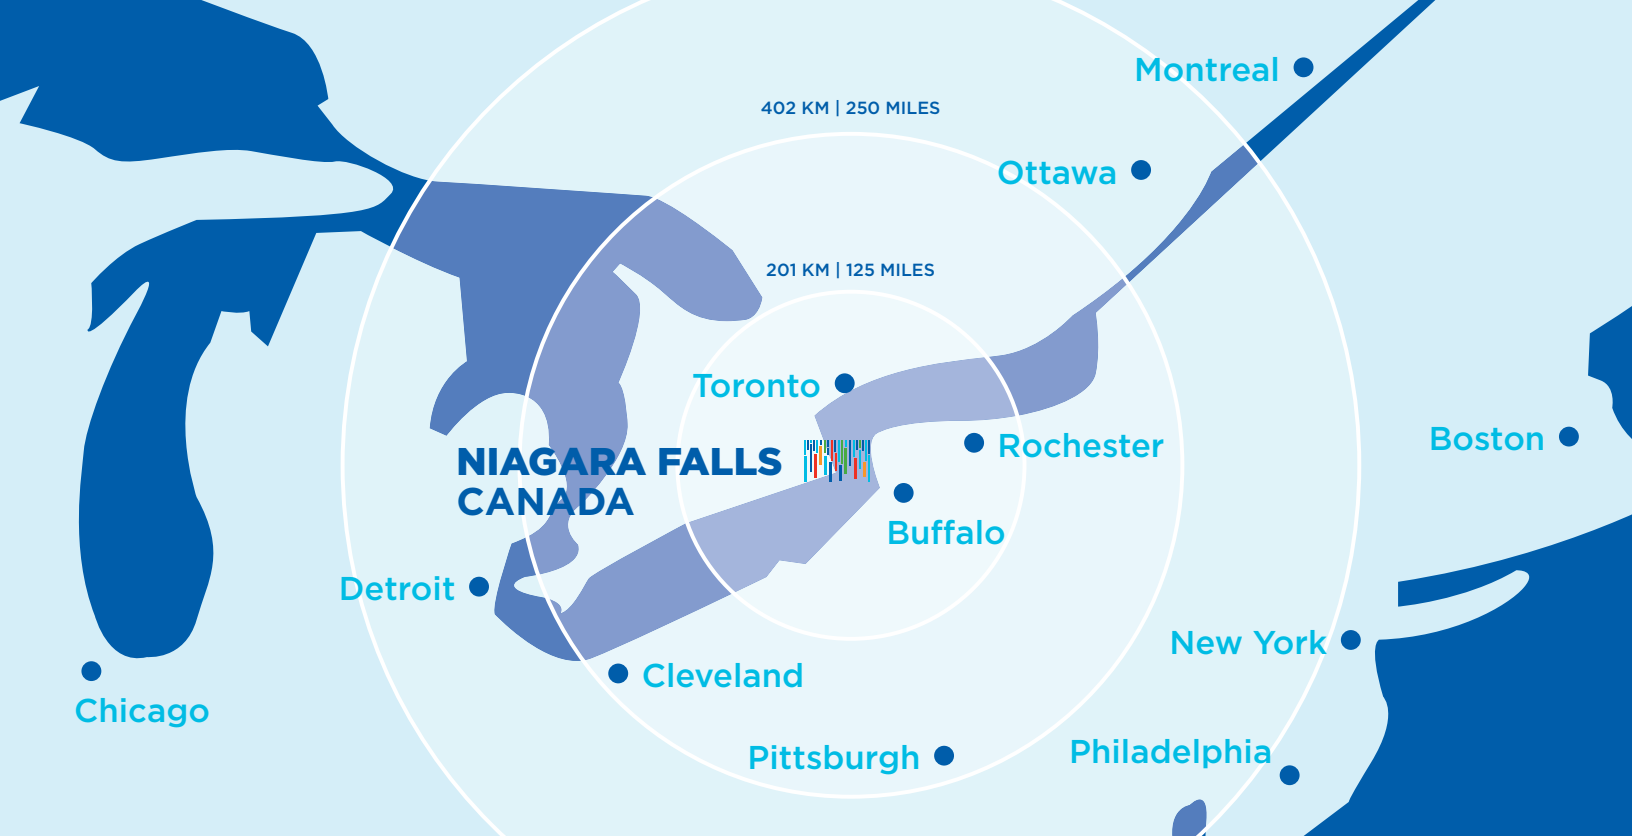 Montreal
402 KM | 250 MILES
Ottawa
201 KM | 125 MILES
Toronto
Boston
Rochester
NIAGARA FALLS
CANADA
Buffalo
Detroit
New York
Cleveland
Chicago
Philadelphia
Pittsburgh